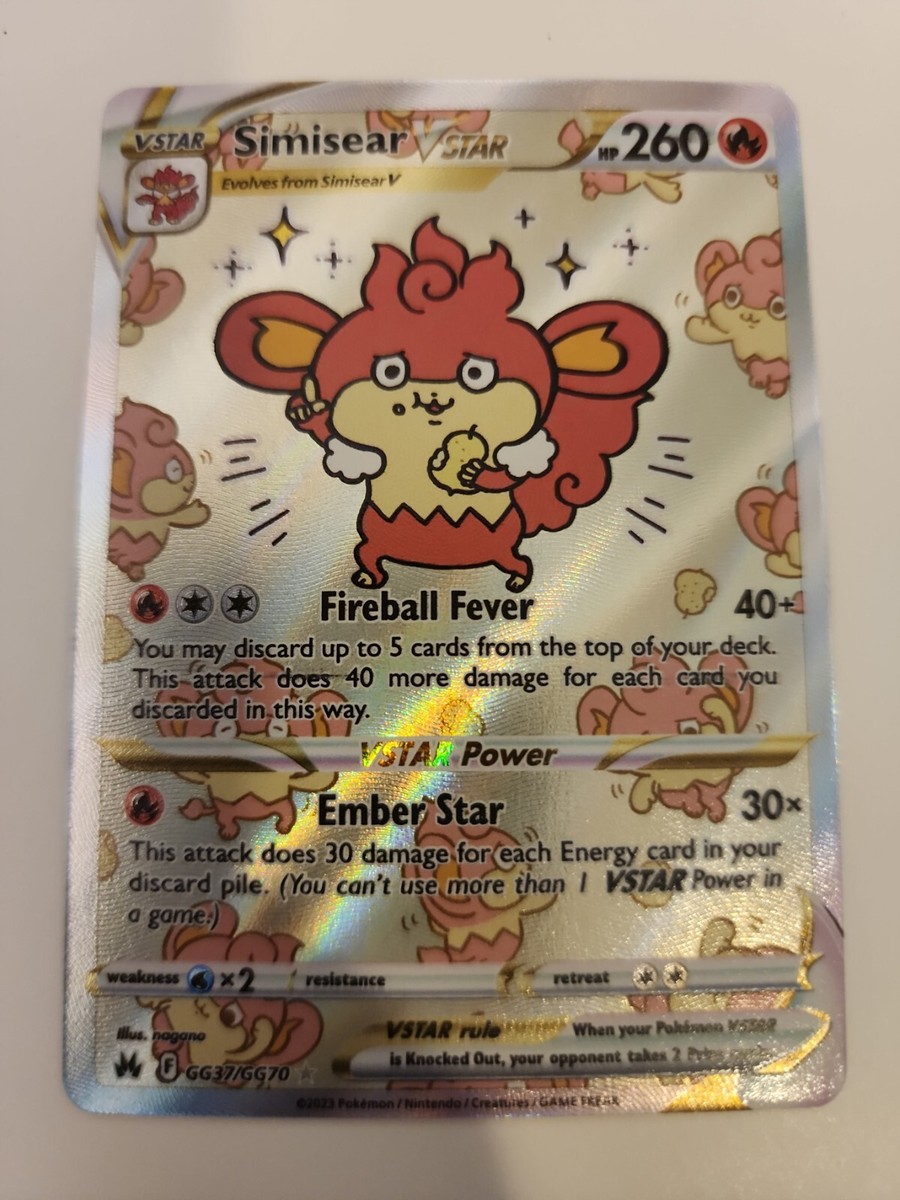 VSTAR Simisear VSTAR HP 260
Evolves from Simisear V
Fireball Fever 40+
You may discard up to 5 cards from the top of your deck.
This attack does 40 more damage for each card you
discarded in this way.
VSTAR Power
Ember Star 30×
This attack does 30 damage for each Energy card in your
discard pile. (You can't use more than 1 VSTAR Power in
a game.)
weakness ×2 resistance retreat
Illus. nagano
VSTAR rule When your Pokémon VSTAR
is Knocked Out, your opponent takes 2
F GG37/GG70
©2023 Pokémon / Nintendo / Creatures / GAME FREAK